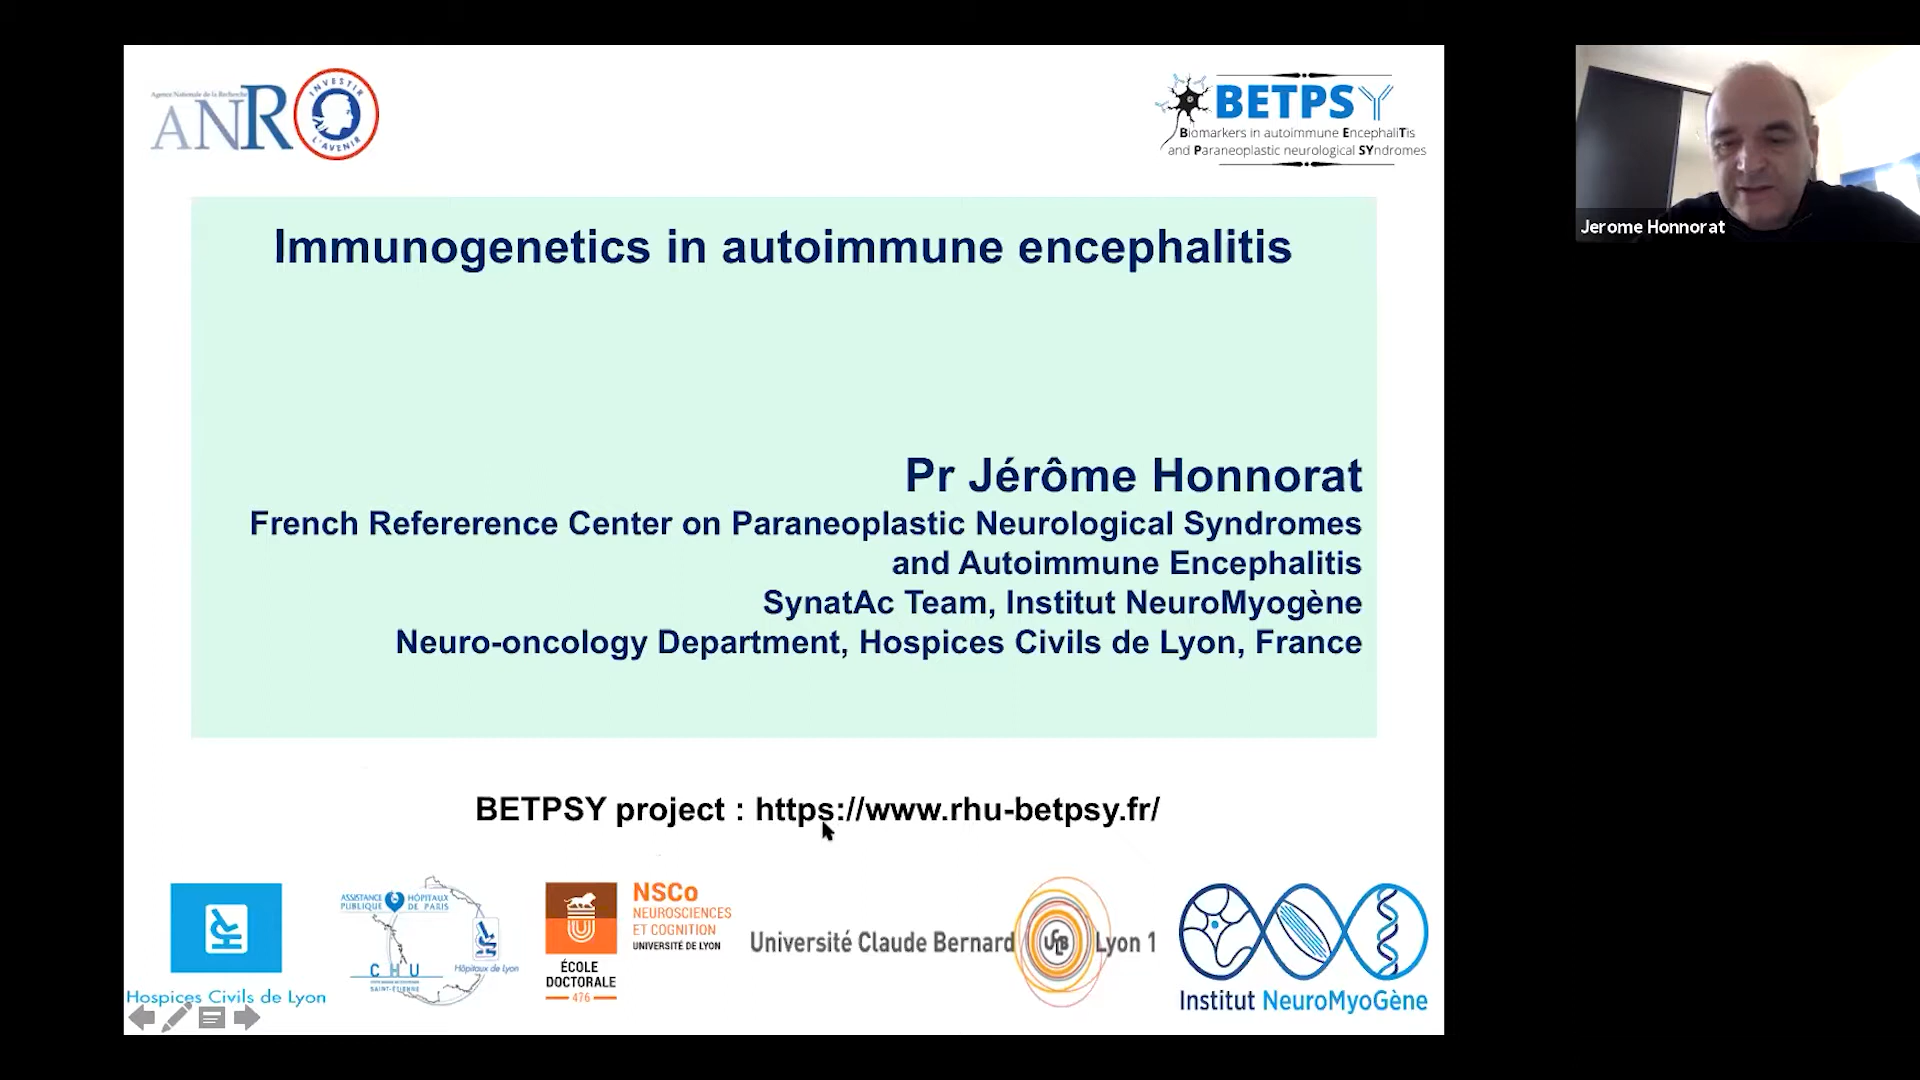 Agence Nationale de la Recherche
ANR
INVESTIR
L'AVENIR
BETPSY
Biomarkers in autoimmune EncephaliTis
and Paraneoplastic neurological SYndromes
Jerome Honnorat
Immunogenetics in autoimmune encephalitis
Pr Jérôme Honnorat
French Refererence Center on Paraneoplastic Neurological Syndromes
and Autoimmune Encephalitis
SynatAc Team, Institut NeuroMyogène
Neuro-oncology Department, Hospices Civils de Lyon, France
BETPSY project : https://www.rhu-betpsy.fr/
Hospices Civils de Lyon
ASSISTANCE PUBLIQUE HÔPITAUX DE PARIS
CHU
SAINT-ÉTIENNE
Hôpitaux de Lyon
NSCo
NEUROSCIENCES
ET COGNITION
UNIVERSITÉ DE LYON
ÉCOLE
DOCTORALE
476
Université Claude Bernard UCBL Lyon 1
Institut NeuroMyoGène